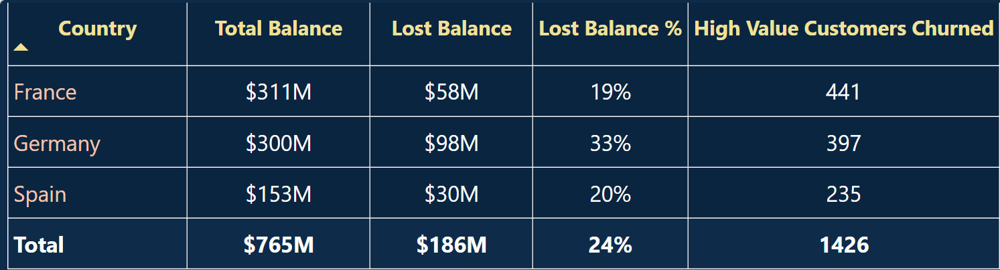 Country Total Balance Lost Balance Lost Balance % High Value Customers Churned
France $311M $58M 19% 441
Germany $300M $98M 33% 397
Spain $153M $30M 20% 235
Total $765M $186M 24% 1426